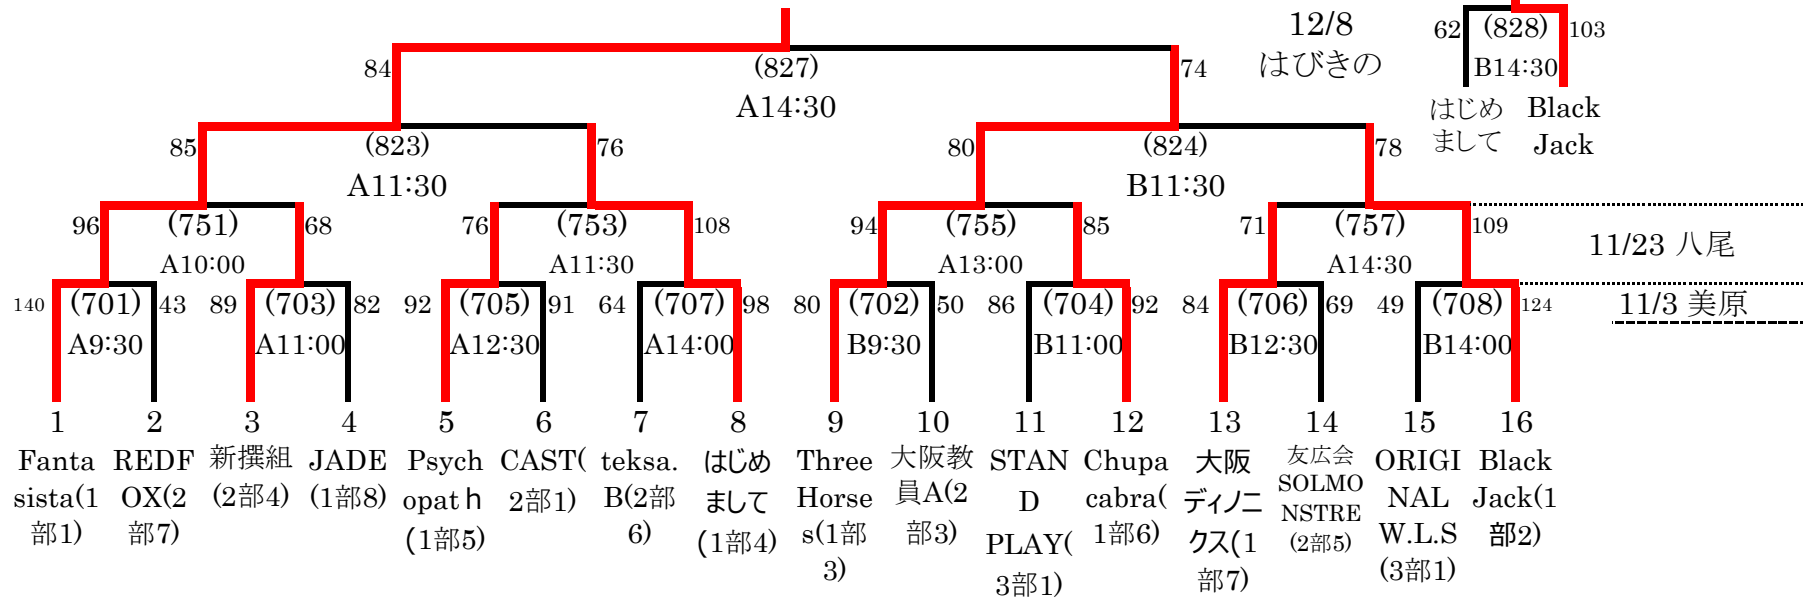 12/8
はびきの
62 (828) 103
B14:30
はじめ
まして
Black
Jack
84 (827) 74
A14:30
85 (823) 76
A11:30
80 (824) 78
B11:30
96 (751) 68
A10:00
76 (753) 108
A11:30
94 (755) 85
A13:00
71 (757) 109
A14:30
11/23 八尾
140 (701) 43
A9:30
89 (703) 82
A11:00
92 (705) 91
A12:30
64 (707) 98
A14:00
80 (702) 50
B9:30
86 (704) 92
B11:00
84 (706) 69
B12:30
49 (708) 124
B14:00
11/3 美原
1 2 3 4 5 6 7 8 9 10 11 12 13 14 15 16
Fanta
sista(1
部1)
REDF
OX(2
部7)
新撰組
(2部4)
JADE
(1部8)
Psych
opatｈ
(1部5)
CAST(
2部1)
teksa.
B(2部
6)
はじめ
まして
(1部4)
Three
Horse
s(1部
3)
大阪教
員A(2
部3)
STAN
D
PLAY(
3部1)
Chupa
cabra(
1部6)
大阪
ディノニ
クス(1
部7)
友広会
SOLMO
NSTRE
(2部5)
ORIGI
NAL
W.L.S
(3部1)
Black
Jack(1
部2)